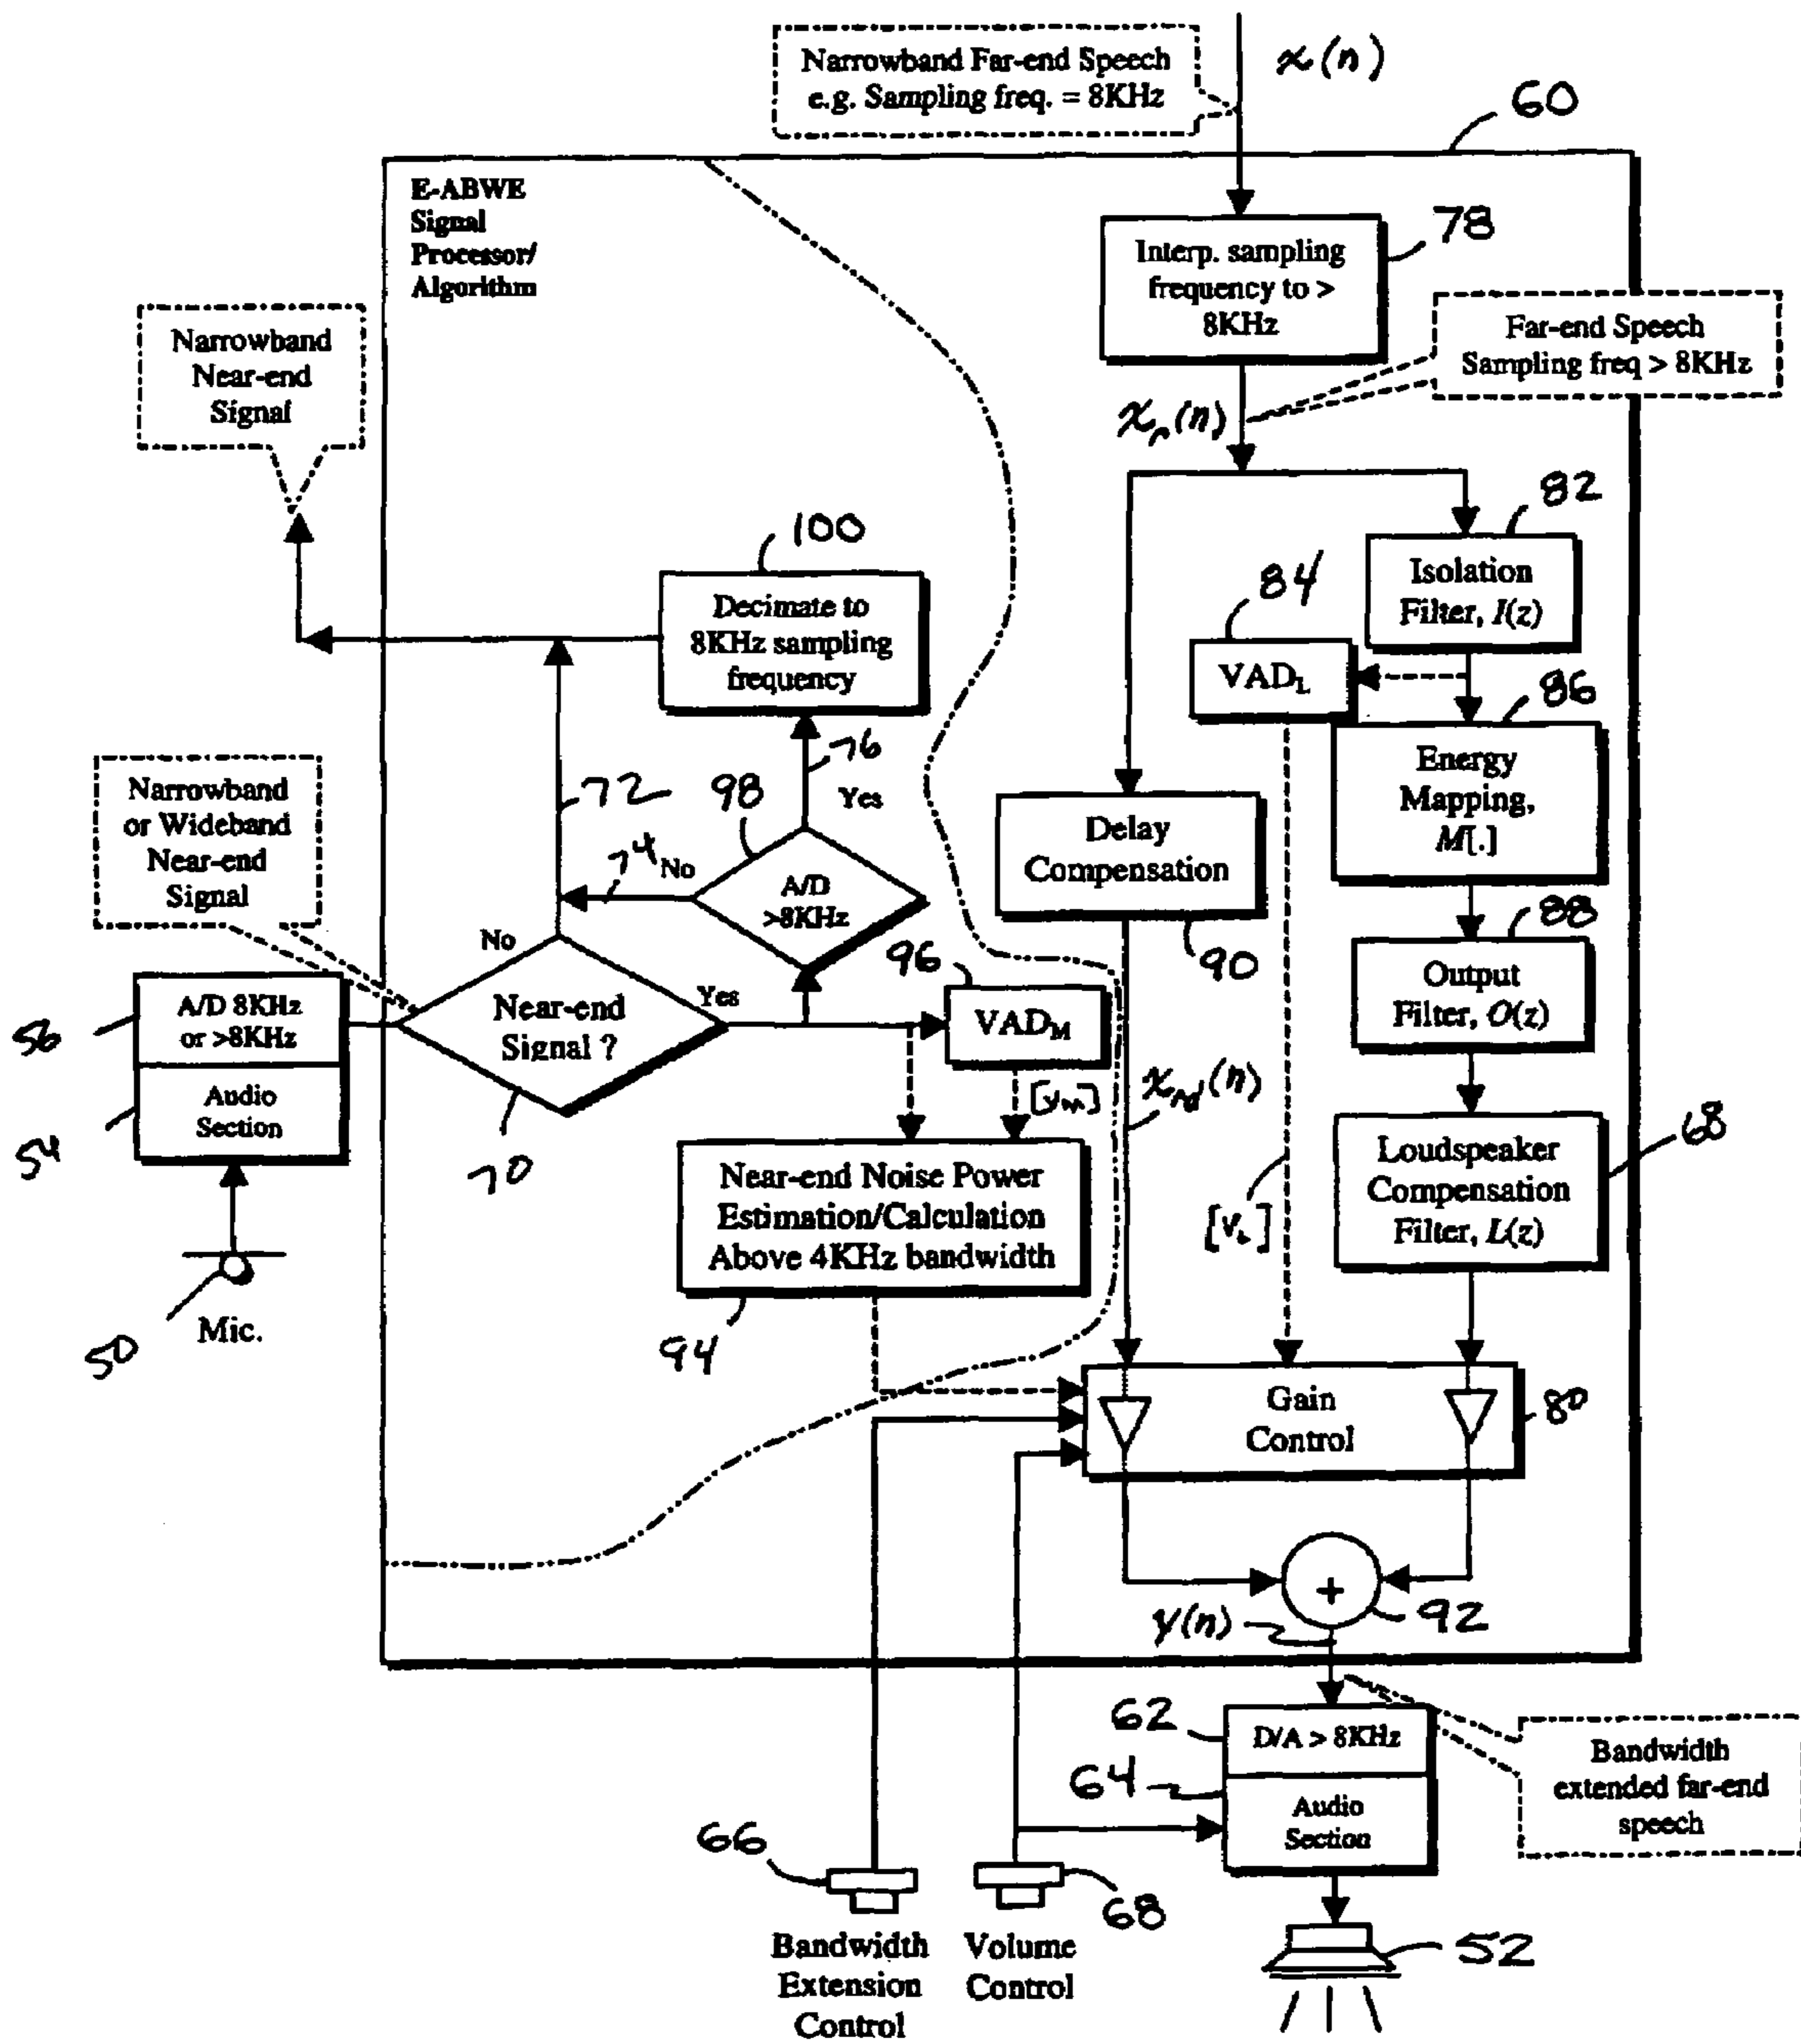 Narrowband Far-end Speech
e.g. Sampling freq. = 8KHz
x(n)
60
E-ABWE
Signal
Processor/
Algorithm
Interp. sampling
frequency to >
8KHz
78
Far-end Speech
Sampling freq > 8KHz
Narrowband
Near-end
Signal
82
100
84
Isolation
Filter, I(z)
Decimate to
8KHz sampling
frequency
VAD_L
86
76
Energy
Mapping,
M[.]
Narrowband
or Wideband
Near-end
Signal
72
98
Yes
Delay
Compensation
74
No
A/D
>8KHz
88
No
96
90
Output
Filter, O(z)
56
A/D 8KHz
or >8KHz
Near-end
Signal ?
Yes
VAD_M
54
Audio
Section
70
68
Near-end Noise Power
Estimation/Calculation
Above 4KHz bandwidth
Loudspeaker
Compensation
Filter, L(z)
50
Mic.
94
Gain
Control
80
+
92
y(n)
62
D/A > 8KHz
Bandwidth
extended far-end
speech
64
Audio
Section
66
68
52
Bandwidth
Extension
Control
Volume
Control